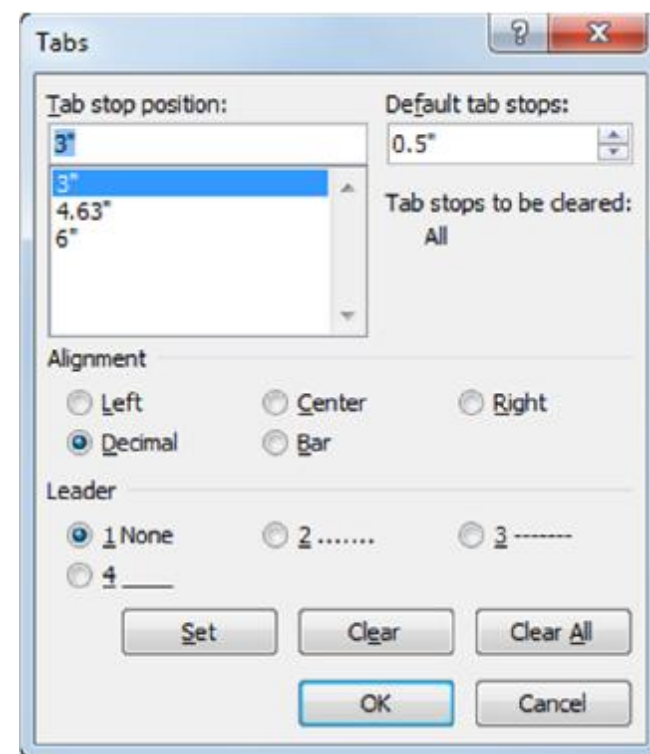 Tabs
Tab stop position: Default tab stops:
3" 0.5"
3"
4.63" Tab stops to be cleared:
6" All
Alignment
Left Center Right
Decimal Bar
Leader
1 None 2 ....... 3 -------
4 ____
Set Clear Clear All
OK Cancel